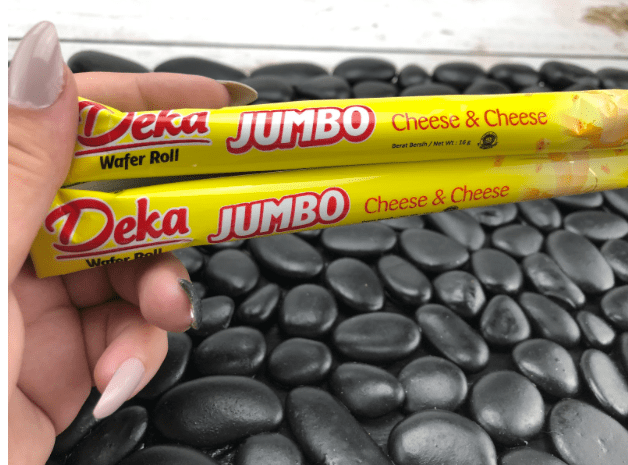 Deka JUMBO Cheese & Cheese
Wafer Roll
Berat Bersih / Net Wt. : 16 g
Deka JUMBO Cheese & Cheese
Wafer Roll